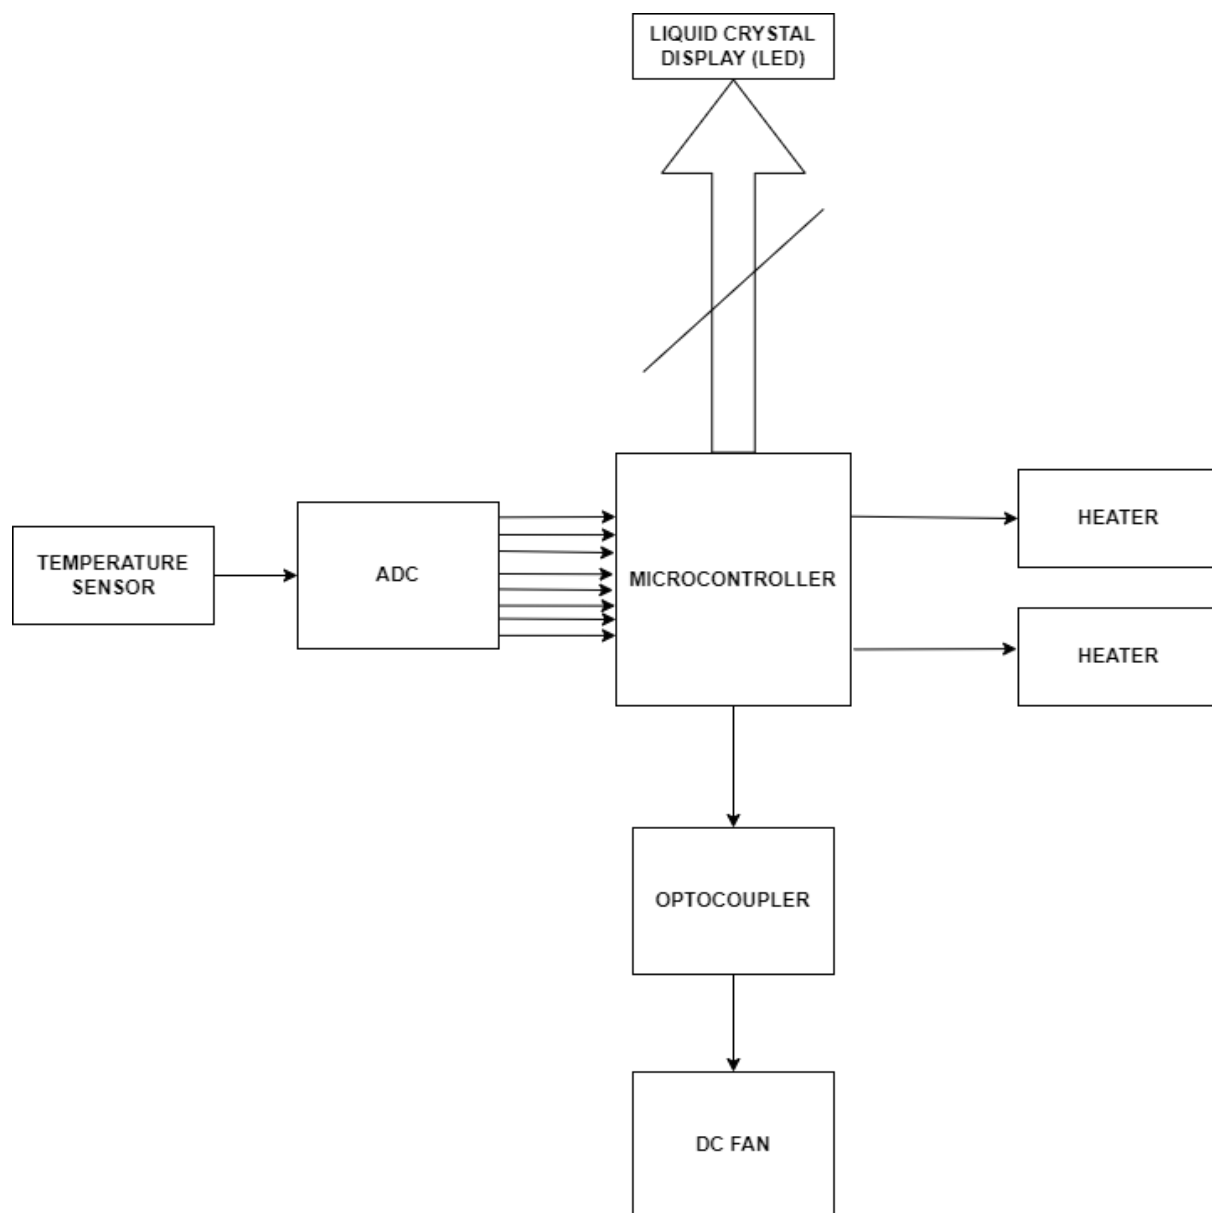 LIQUID CRYSTAL
DISPLAY (LED)
TEMPERATURE
SENSOR
ADC
MICROCONTROLLER
HEATER
HEATER
OPTOCOUPLER
DC FAN